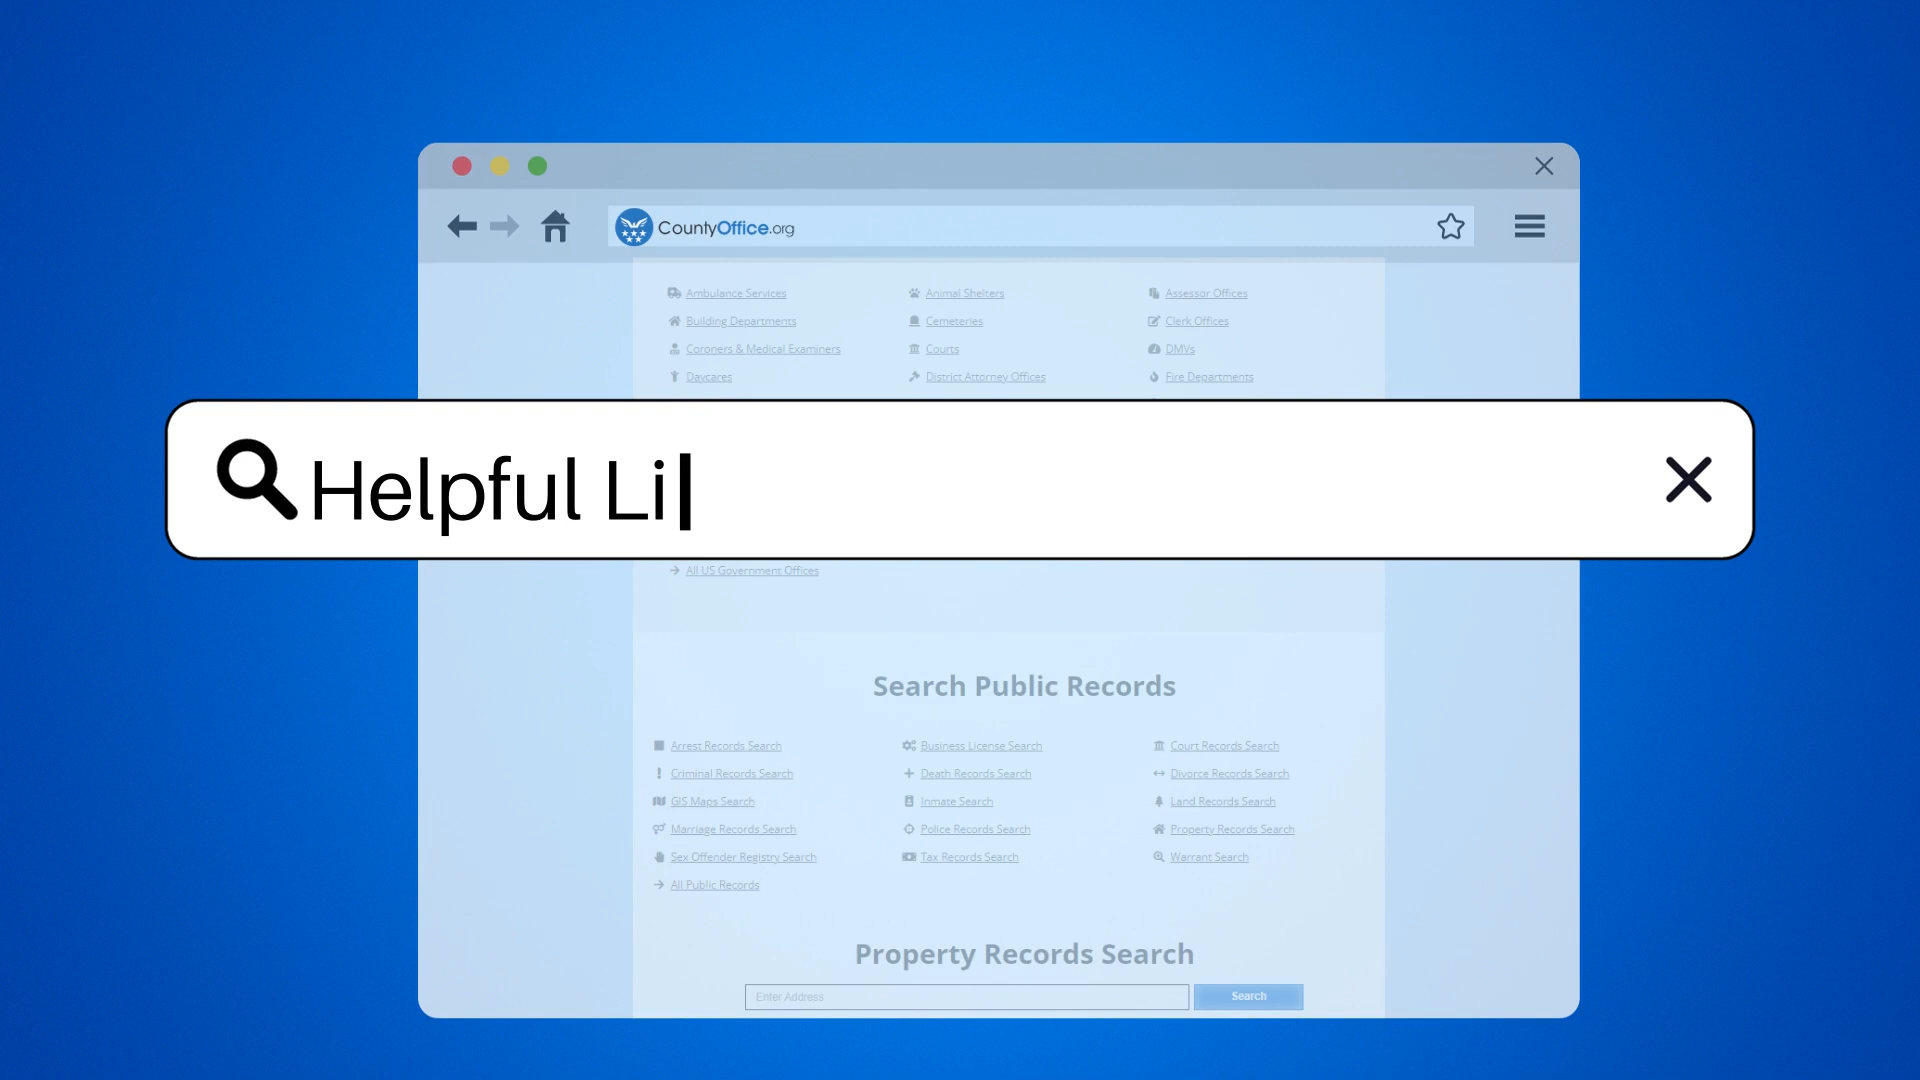 CountyOffice.org
Ambulance Services Animal Shelters Assessor Offices
Building Departments Cemeteries Clerk Offices
Coroners & Medical Examiners Courts DMVs
Daycares District Attorney Offices Fire Departments
Helpful Li
All US Government Offices
Search Public Records
Arrest Records Search Business License Search Court Records Search
Criminal Records Search Death Records Search Divorce Records Search
GIS Maps Search Inmate Search Land Records Search
Marriage Records Search Police Records Search Property Records Search
Sex Offender Registry Search Tax Records Search Warrant Search
All Public Records
Property Records Search
Enter Address Search